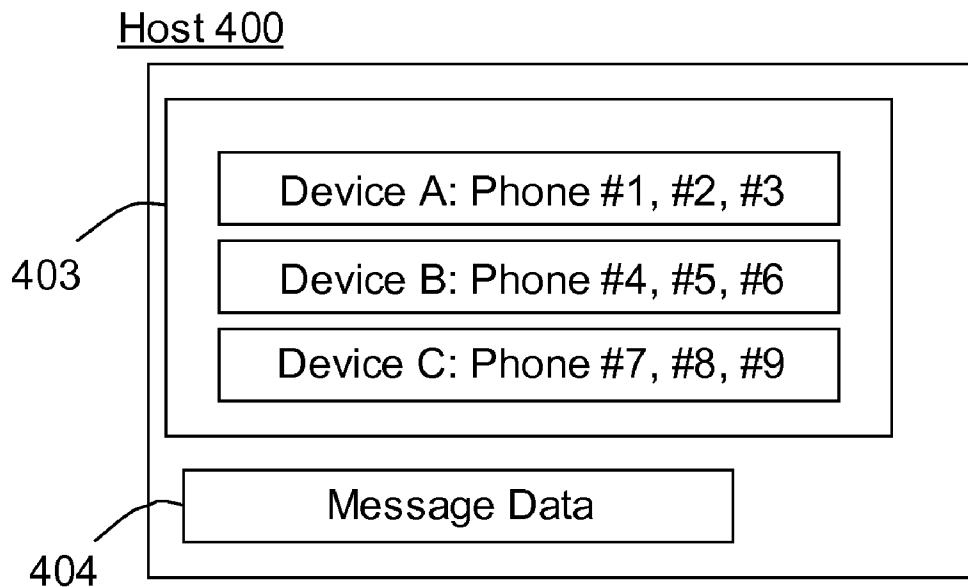 Host 400
Device A: Phone #1, #2, #3
Device B: Phone #4, #5, #6
403
Device C: Phone #7, #8, #9
Message Data
404